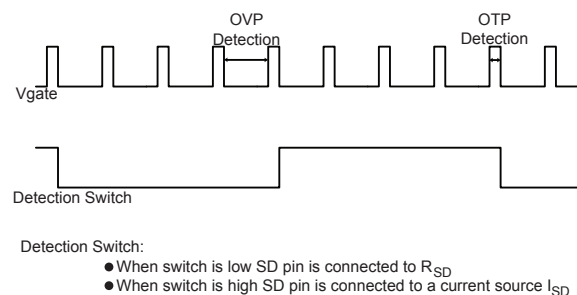 OVP
Detection
OTP
Detection
Vgate
Detection Switch
Detection Switch:
● When switch is low SD pin is connected to RSD
● When switch is high SD pin is connected to a current source ISD